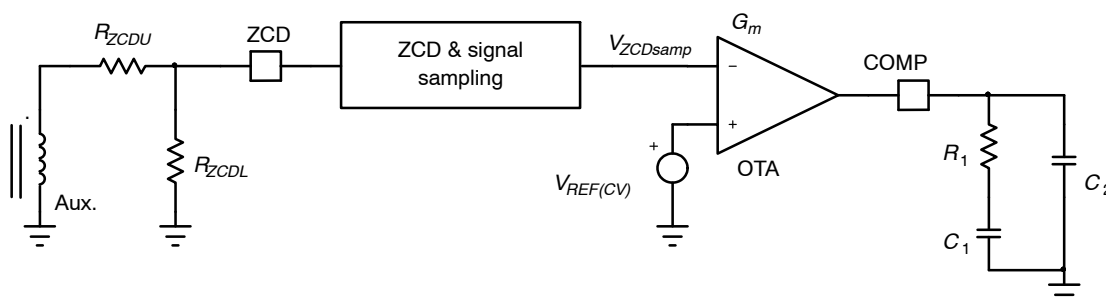 R_ZCDU
ZCD
ZCD & signal
sampling
V_ZCDsamp
G_m
COMP
−
+
+
R_ZCDL
OTA
R_1
V_REF(CV)
C_2
Aux.
C_1